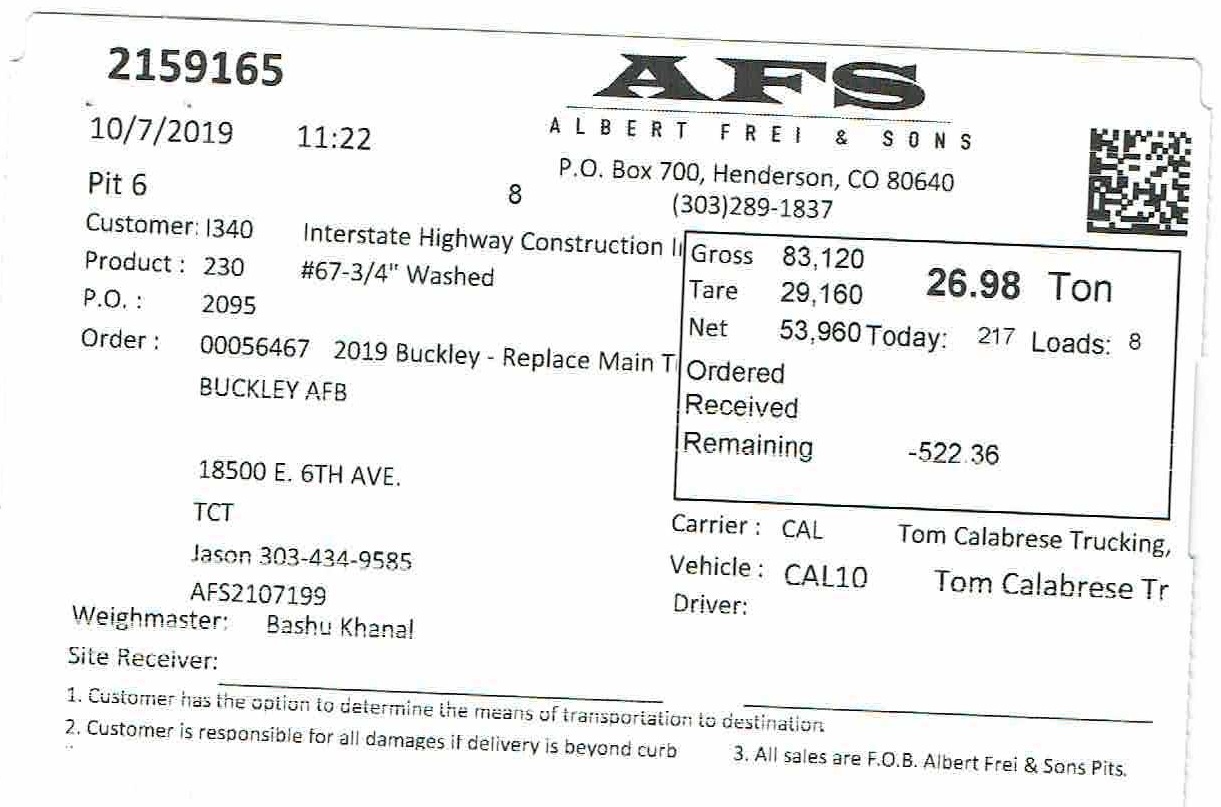 2159165
AFS
ALBERT FREI & SONS
10/7/2019 11:22
P.O. Box 700, Henderson, CO 80640
(303)289-1837
Pit 6 8
Customer: I340 Interstate Highway Construction I
Product : 230 #67-3/4" Washed
P.O. : 2095
Order : 00056467 2019 Buckley - Replace Main T
BUCKLEY AFB
18500 E. 6TH AVE.
TCT
Jason 303-434-9585
AFS2107199
Gross 83,120 26.98 Ton
Tare 29,160
Net 53,960 Today: 217 Loads: 8
Ordered
Received
Remaining -522.36
Carrier : CAL Tom Calabrese Trucking,
Vehicle : CAL10 Tom Calabrese Tr
Driver:
Weighmaster: Bashu Khanal
Site Receiver:
1. Customer has the option to determine the means of transportation to destination
2. Customer is responsible for all damages if delivery is beyond curb 3. All sales are F.O.B. Albert Frei & Sons Pits.